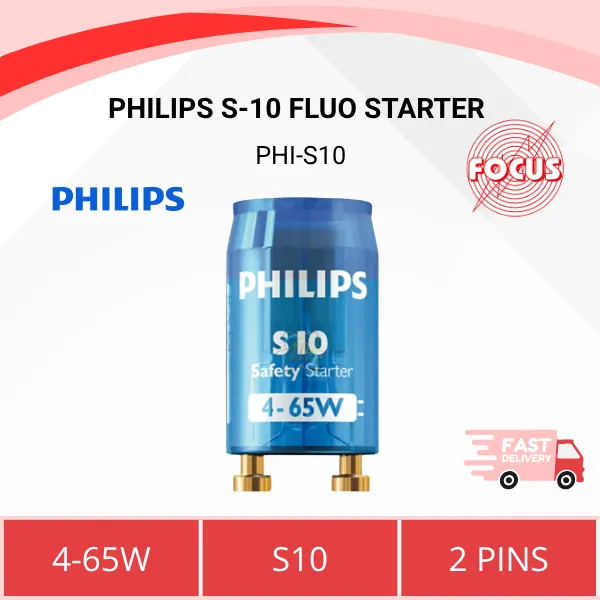 PHILIPS S-10 FLUO STARTER
PHI-S10
PHILIPS
FOCUS
PHILIPS
S10
Safety Starter
4-65W
FAST
DELIVERY
4-65W
S10
2 PINS